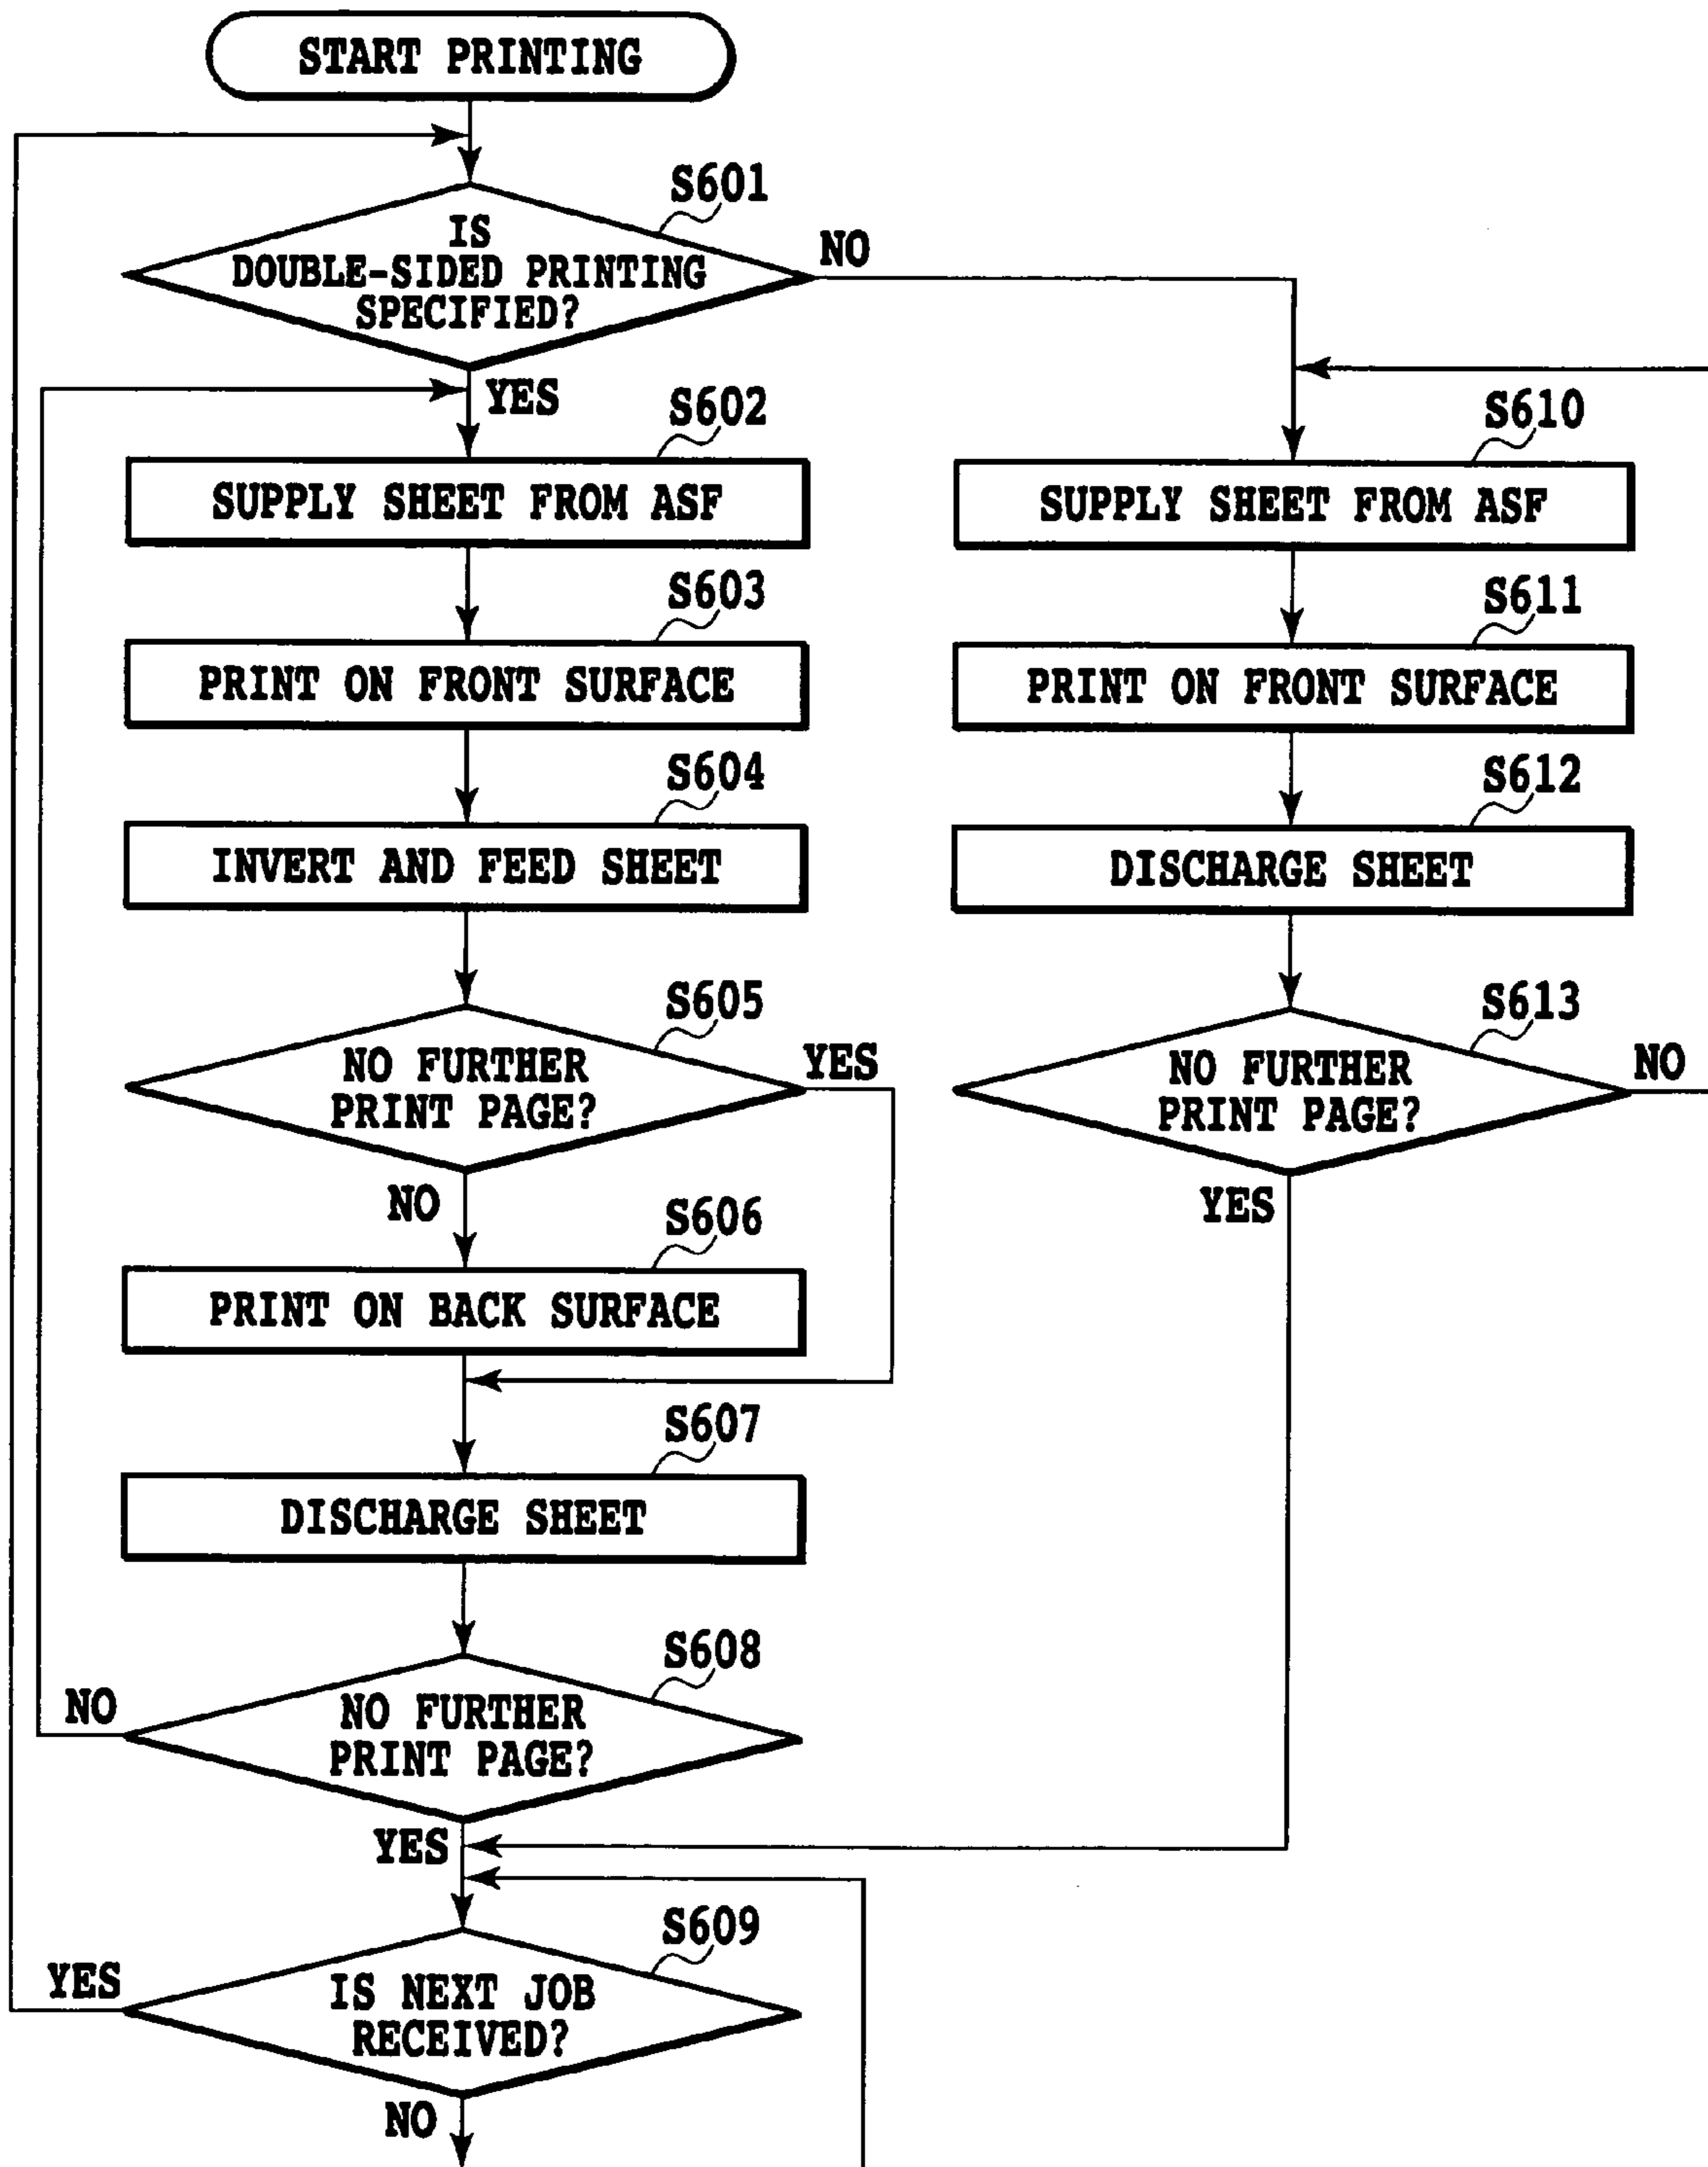 START PRINTING
S601
IS
DOUBLE-SIDED PRINTING
SPECIFIED?
NO
YES
S602
SUPPLY SHEET FROM ASF
S603
PRINT ON FRONT SURFACE
S604
INVERT AND FEED SHEET
S605
NO FURTHER
PRINT PAGE?
YES
NO
S606
PRINT ON BACK SURFACE
S607
DISCHARGE SHEET
S608
NO FURTHER
PRINT PAGE?
NO
YES
S609
IS NEXT JOB
RECEIVED?
YES
NO
S610
SUPPLY SHEET FROM ASF
S611
PRINT ON FRONT SURFACE
S612
DISCHARGE SHEET
S613
NO FURTHER
PRINT PAGE?
NO
YES